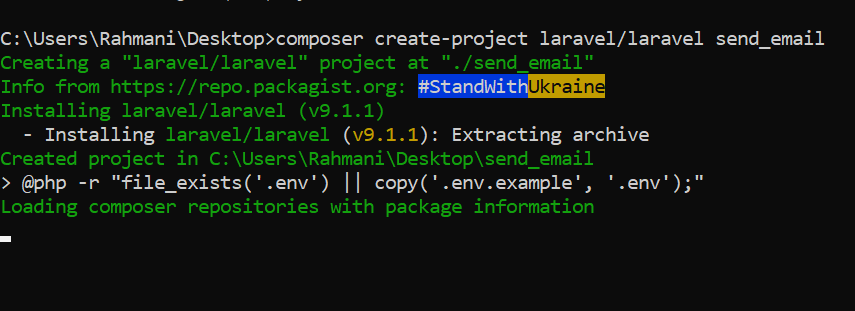 C:\Users\Rahmani\Desktop>composer create-project laravel/laravel send_email
Creating a "laravel/laravel" project at "./send_email"
Info from https://repo.packagist.org: #StandWithUkraine
Installing laravel/laravel (v9.1.1)
  - Installing laravel/laravel (v9.1.1): Extracting archive
Created project in C:\Users\Rahmani\Desktop\send_email
> @php -r "file_exists('.env') || copy('.env.example', '.env');"
Loading composer repositories with package information